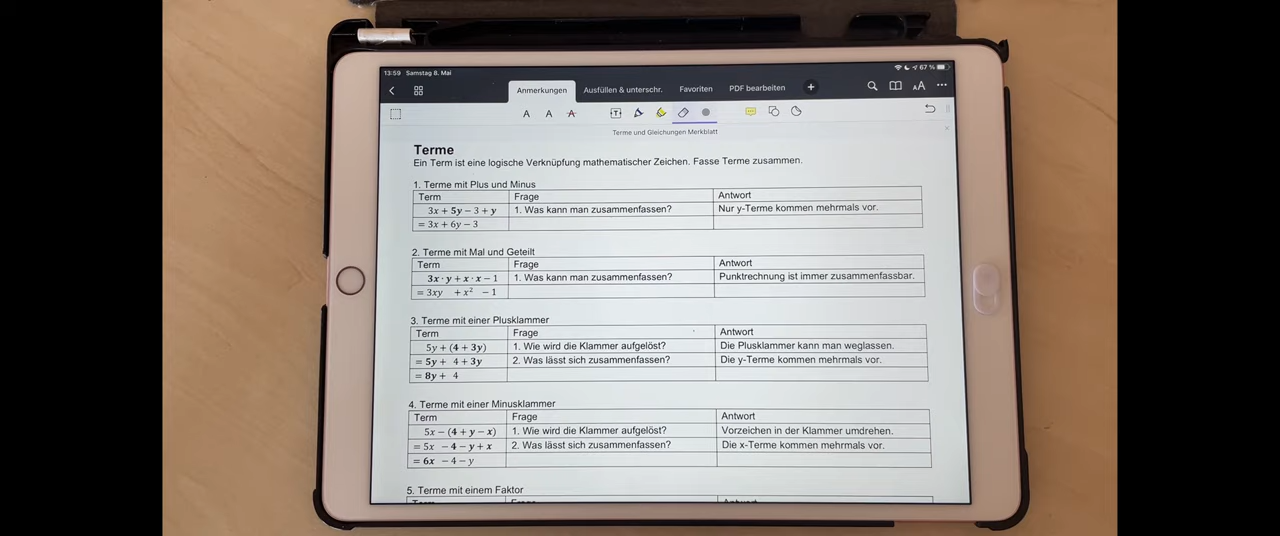 13:59 Samstag 8. Mai 67 %
Anmerkungen Ausfüllen & unterschr. Favoriten PDF bearbeiten +
AA
A A A T
Terme und Gleichungen Merkblatt
Terme
Ein Term ist eine logische Verknüpfung mathematischer Zeichen. Fasse Terme zusammen.
1. Terme mit Plus und Minus
Term Frage Antwort
3x + 5y − 3 + y 1. Was kann man zusammenfassen? Nur y-Terme kommen mehrmals vor.
= 3x + 6y − 3
2. Terme mit Mal und Geteilt
Term Frage Antwort
3x · y + x · x − 1 1. Was kann man zusammenfassen? Punktrechnung ist immer zusammenfassbar.
= 3xy + x² − 1
3. Terme mit einer Plusklammer
Term Frage Antwort
5y + (4 + 3y) 1. Wie wird die Klammer aufgelöst? Die Plusklammer kann man weglassen.
= 5y + 4 + 3y 2. Was lässt sich zusammenfassen? Die y-Terme kommen mehrmals vor.
= 8y + 4
4. Terme mit einer Minusklammer
Term Frage Antwort
5x − (4 + y − x) 1. Wie wird die Klammer aufgelöst? Vorzeichen in der Klammer umdrehen.
= 5x − 4 − y + x 2. Was lässt sich zusammenfassen? Die x-Terme kommen mehrmals vor.
= 6x − 4 − y
5. Terme mit einem Faktor